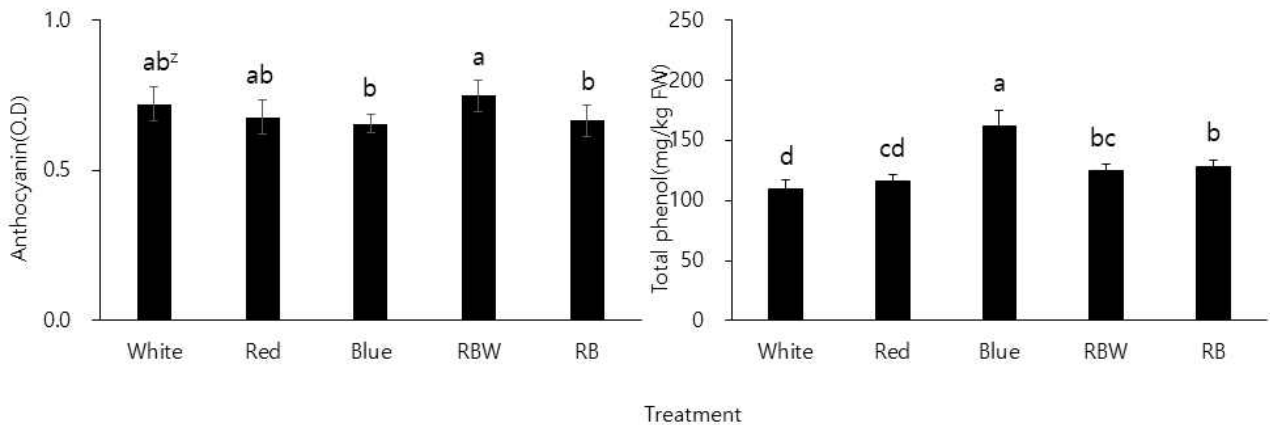 Anthocyanin(O.D)
1.0
0.5
0.0
abᶻ
ab
b
a
b
White Red Blue RBW RB
Total phenol(mg/kg FW)
250
200
150
100
50
0
d
cd
a
bc
b
White Red Blue RBW RB
Treatment